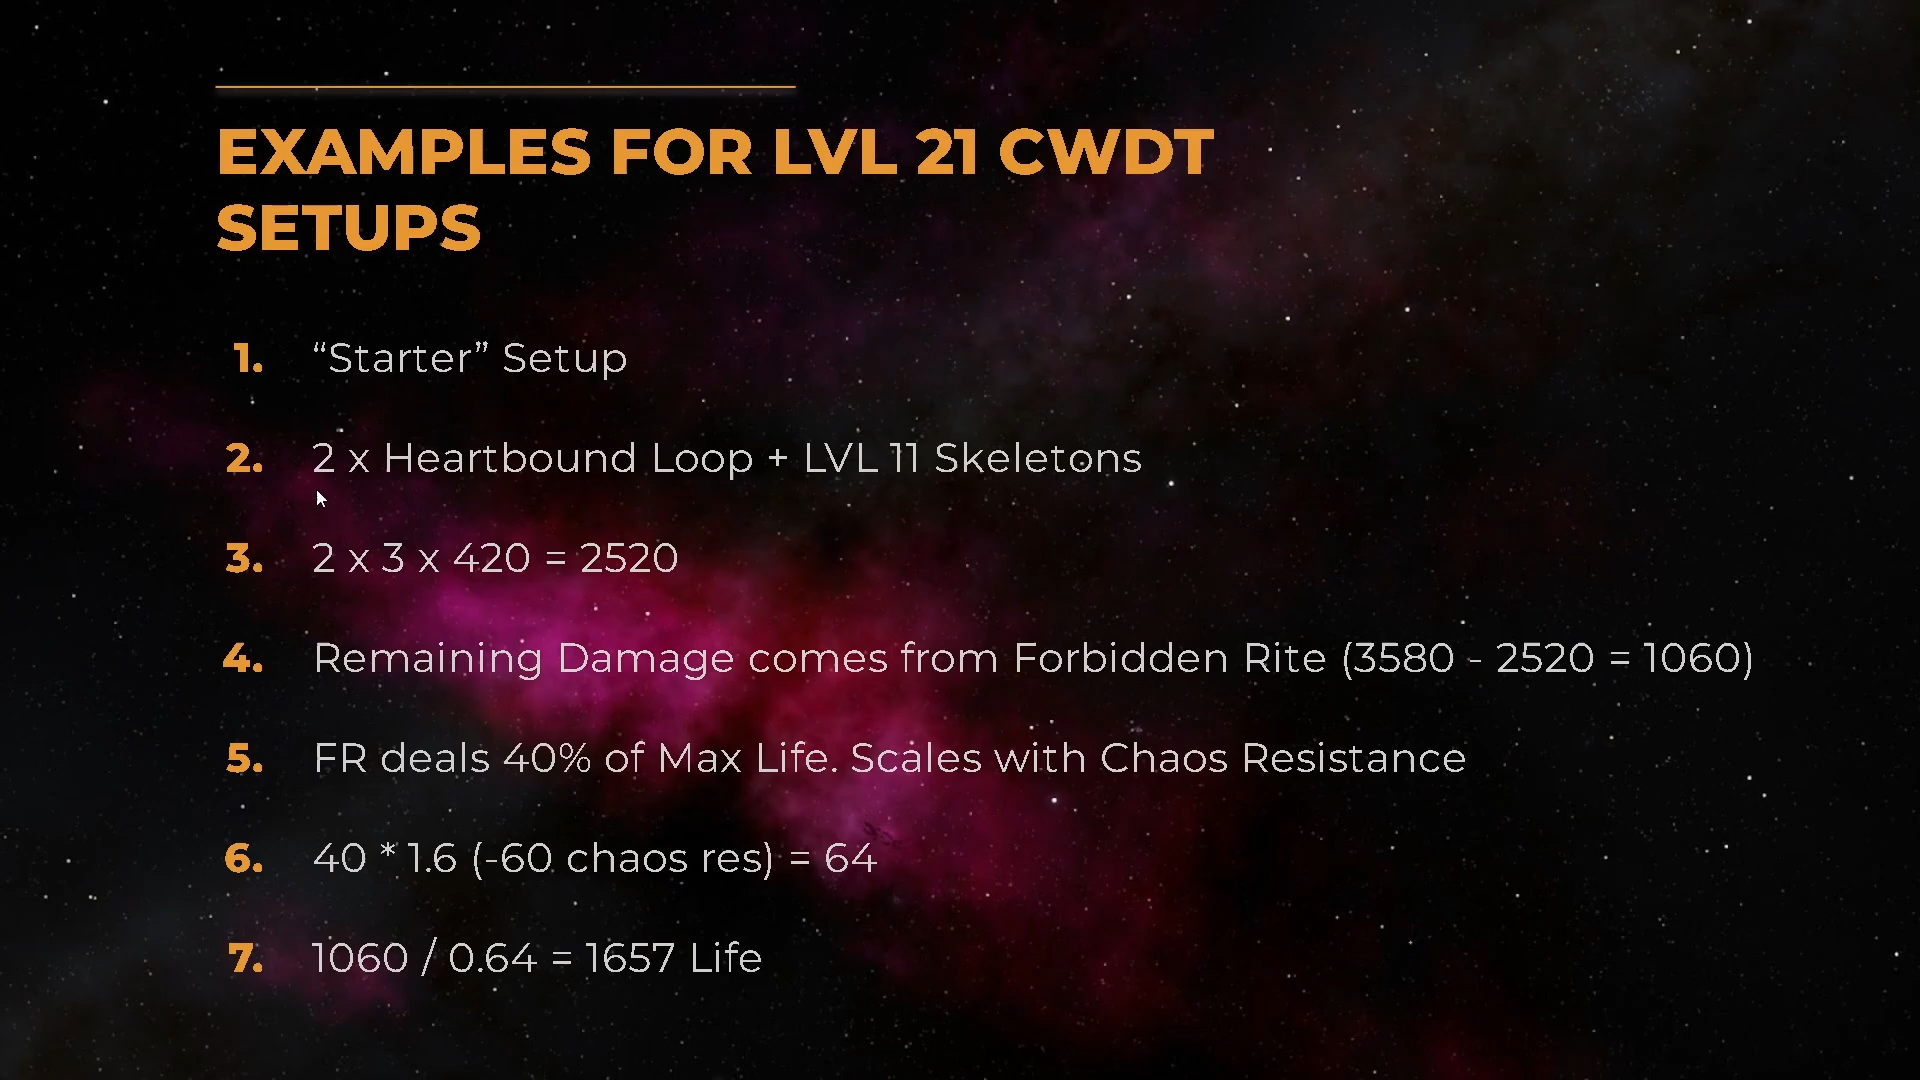 EXAMPLES FOR LVL 21 CWDT
SETUPS
1. “Starter” Setup
2. 2 x Heartbound Loop + LVL 11 Skeletons
3. 2 x 3 x 420 = 2520
4. Remaining Damage comes from Forbidden Rite (3580 - 2520 = 1060)
5. FR deals 40% of Max Life. Scales with Chaos Resistance
6. 40 * 1.6 (-60 chaos res) = 64
7. 1060 / 0.64 = 1657 Life